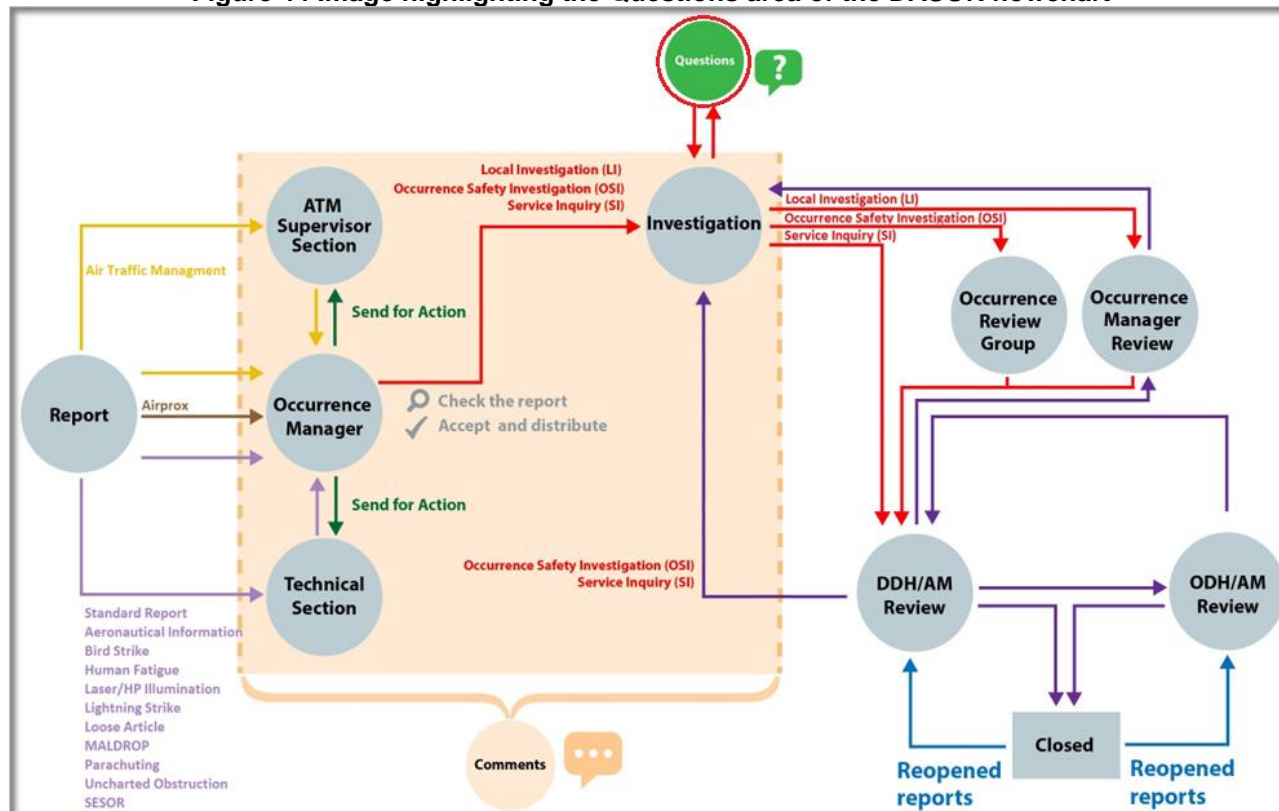 Figure 11 Image highlighting the Questions area of the DASOR flowchart
Questions
?
Local Investigation (LI)
Occurrence Safety Investigation (OSI)
Service Inquiry (SI)
ATM
Supervisor
Section
Investigation
Local Investigation (LI)
Occurrence Safety Investigation (OSI)
Service Inquiry (SI)
Air Traffic Managment
Send for Action
Occurrence
Review
Group
Occurrence
Manager
Review
Report
Airprox
Occurrence
Manager
Check the report
Accept and distribute
Send for Action
Technical
Section
Occurrence Safety Investigation (OSI)
Service Inquiry (SI)
DDH/AM
Review
ODH/AM
Review
Standard Report
Aeronautical Information
Bird Strike
Human Fatigue
Laser/HP Illumination
Lightning Strike
Loose Article
MALDROP
Parachuting
Uncharted Obstruction
SESOR
Comments
Closed
Reopened
reports
Reopened
reports